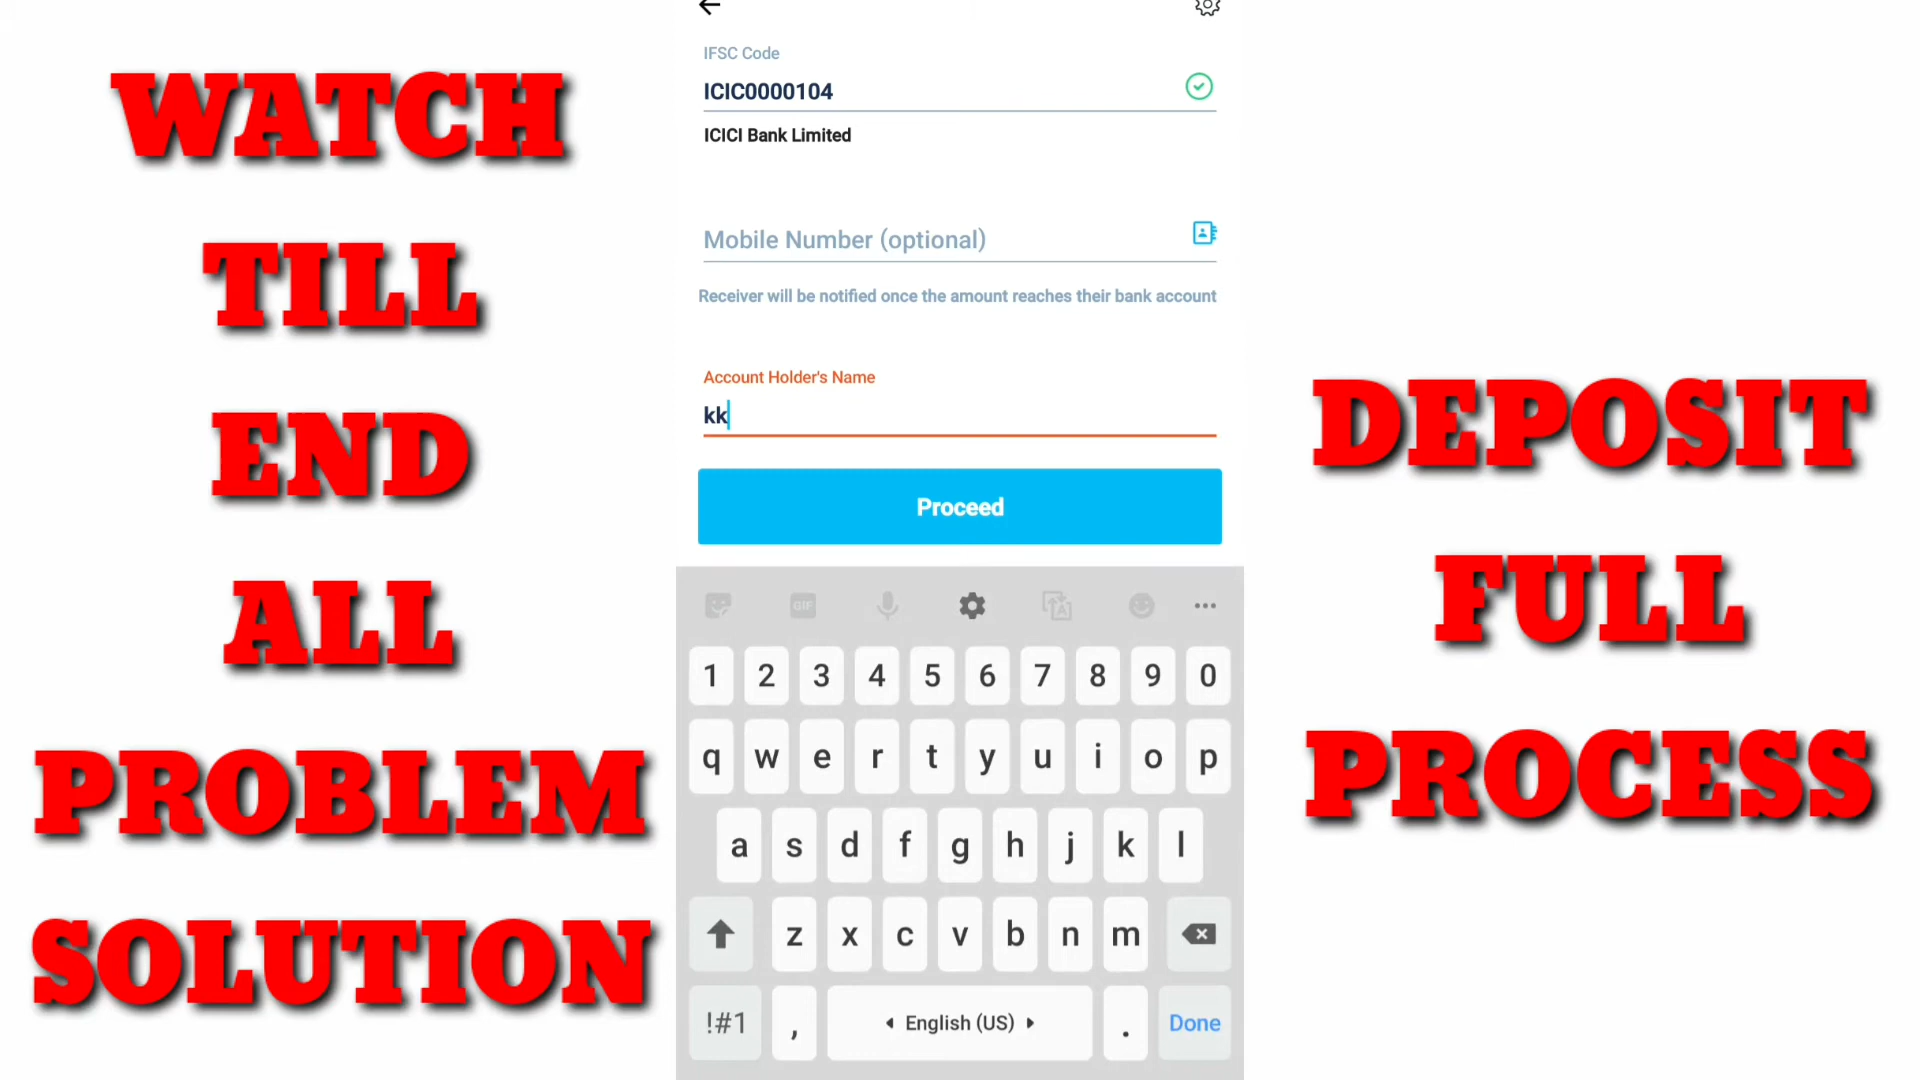 WATCH
TILL
END
ALL
PROBLEM
SOLUTION
IFSC Code
ICIC0000104
ICICI Bank Limited
Mobile Number (optional)
Receiver will be notified once the amount reaches their bank account
Account Holder's Name
kk
Proceed
GIF
1 2 3 4 5 6 7 8 9 0
q w e r t y u i o p
a s d f g h j k l
z x c v b n m
!#1 , English (US) . Done
DEPOSIT
FULL
PROCESS